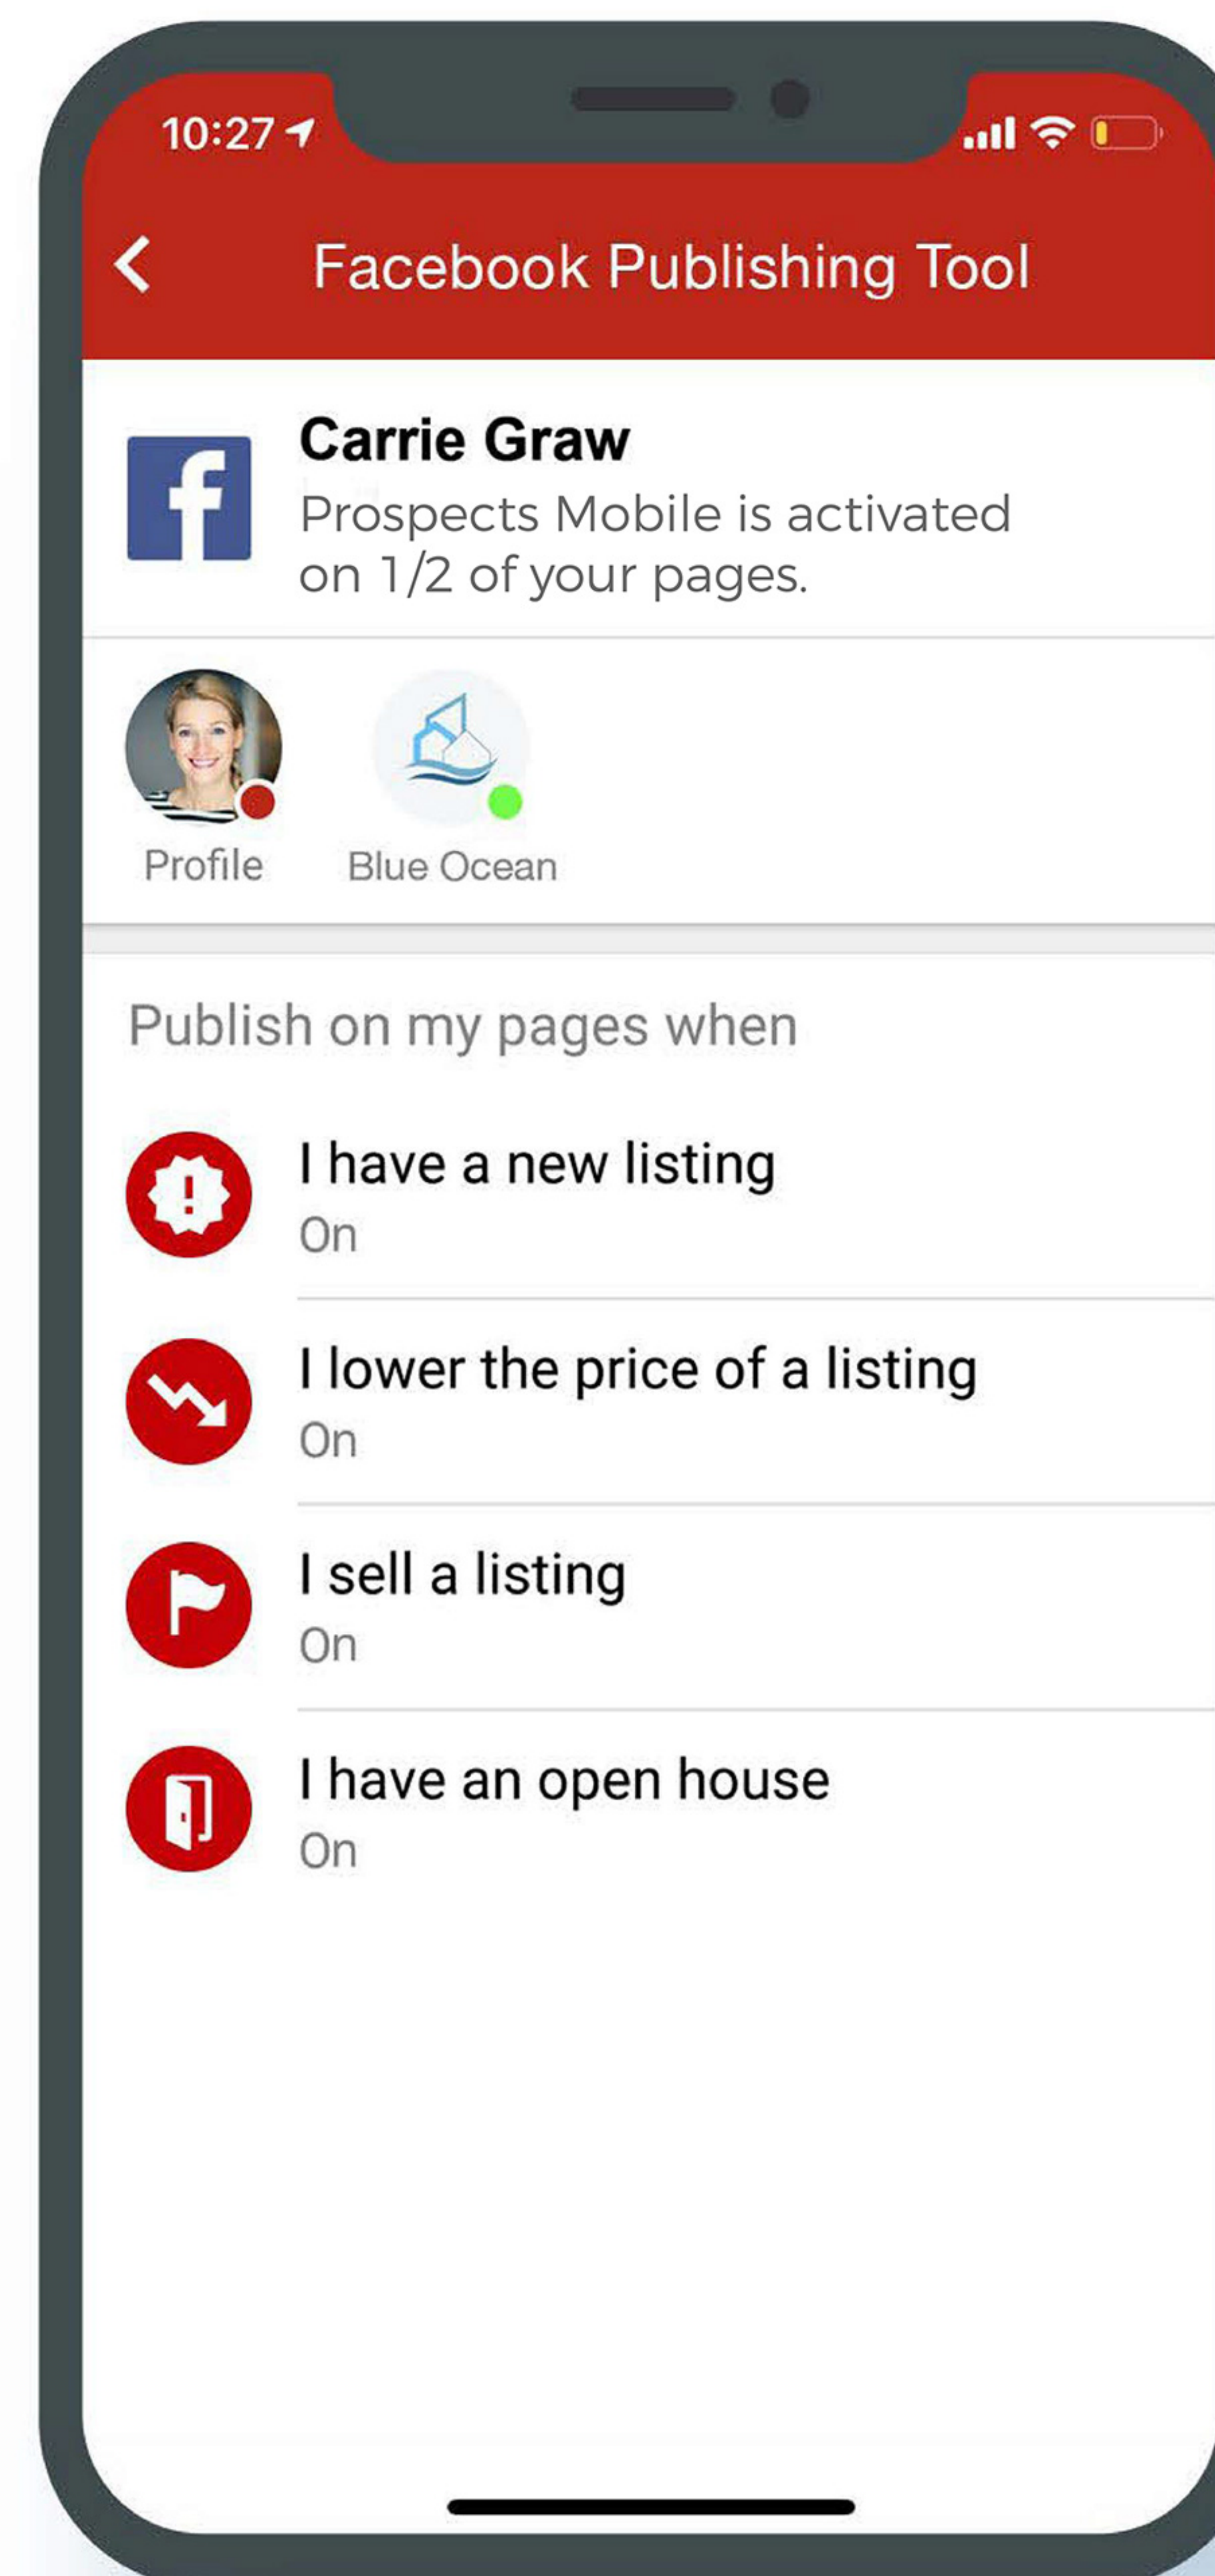 10:27
Facebook Publishing Tool
Carrie Graw
Prospects Mobile is activated
on 1/2 of your pages.
Profile
Blue Ocean
Publish on my pages when
I have a new listing
On
I lower the price of a listing
On
I sell a listing
On
I have an open house
On